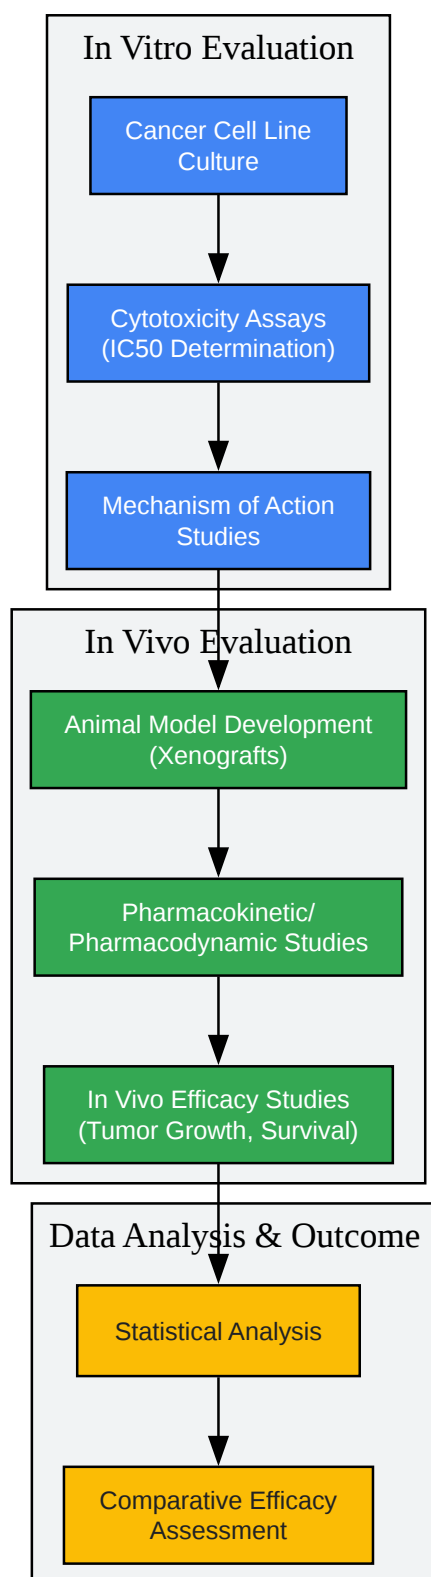 In Vitro Evaluation
Cancer Cell Line
Culture
Cytotoxicity Assays
(IC50 Determination)
Mechanism of Action
Studies
In Vivo Evaluation
Animal Model Development
(Xenografts)
Pharmacokinetic/
Pharmacodynamic Studies
In Vivo Efficacy Studies
(Tumor Growth, Survival)
Data Analysis & Outcome
Statistical Analysis
Comparative Efficacy
Assessment